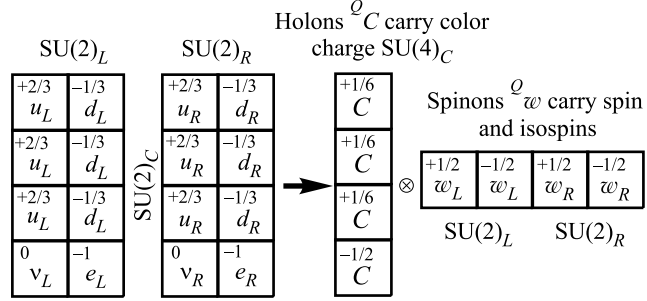 Holons ^Q C carry color
charge SU(4)_C
SU(2)_L
SU(2)_R
+2/3 u_L -1/3 d_L
+2/3 u_L -1/3 d_L
+2/3 u_L -1/3 d_L
0 ν_L -1 e_L
SU(2)_C
+2/3 u_R -1/3 d_R
+2/3 u_R -1/3 d_R
+2/3 u_R -1/3 d_R
0 ν_R -1 e_R
+1/6 C
+1/6 C
+1/6 C
-1/2 C
⊗
Spinons ^Q w carry spin
and isospins
+1/2 w_L -1/2 w_L +1/2 w_R -1/2 w_R
SU(2)_L SU(2)_R